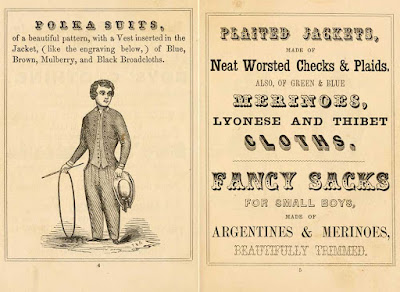 POLKA SUITS,
of a beautiful pattern, with a Vest inserted in the
Jacket, (like the engraving below,) of Blue,
Brown, Mulberry, and Black Broadcloths.
4
PLAITED JACKETS,
MADE OF
Neat Worsted Checks & Plaids.
ALSO, OF GREEN & BLUE
MERINOES,
LYONESE AND THIBET
CLOTHS.
FANCY SACKS
FOR SMALL BOYS,
MADE OF
ARGENTINES & MERINOES,
BEAUTIFULLY TRIMMED.
5